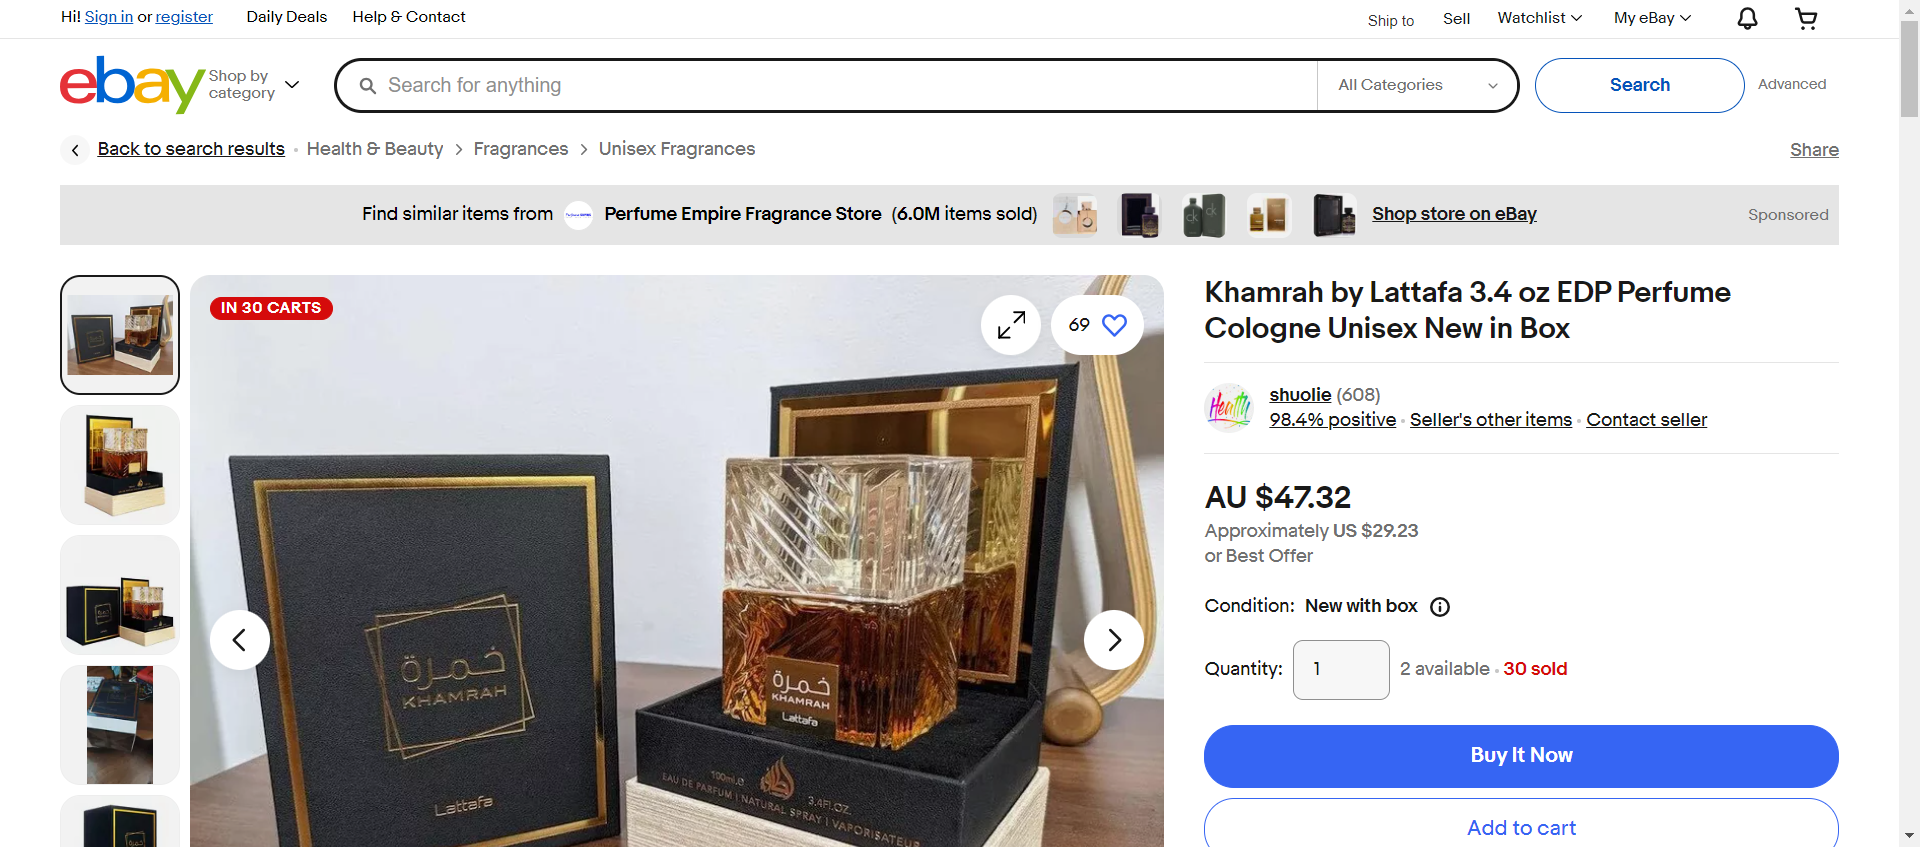 Hi! Sign in or register
Daily Deals
Help & Contact
Ship to
Sell
Watchlist
My eBay
ebay
Shop by
category
Search for anything
All Categories
Search
Advanced
Back to search results
Health & Beauty
Fragrances
Unisex Fragrances
Share
Find similar items from
Perfume Empire Fragrance Store (6.0M items sold)
Shop store on eBay
Sponsored
IN 30 CARTS
69
خمرة
KHAMRAH
Lattafa
خمرة
KHAMRAH
Lattafa
100ml.e
3.4FL.OZ.
EAU DE PARFUM | NATURAL SPRAY | VAPORISATEUR
Khamrah by Lattafa 3.4 oz EDP Perfume
Cologne Unisex New in Box
Health
shuolie (608)
98.4% positive · Seller's other items · Contact seller
AU $47.32
Approximately US $29.23
or Best Offer
Condition: New with box
Quantity: 1 2 available · 30 sold
Buy It Now
Add to cart